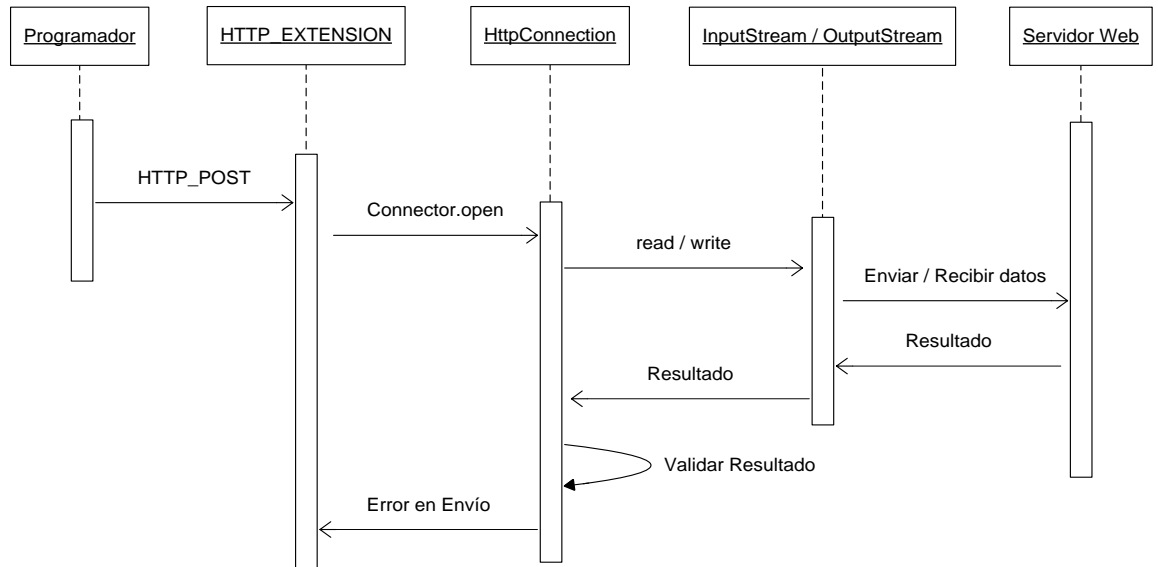 Programador
HTTP_EXTENSION
HttpConnection
InputStream / OutputStream
Servidor Web
HTTP_POST
Connector.open
read / write
Enviar / Recibir datos
Resultado
Resultado
Validar Resultado
Error en Envío